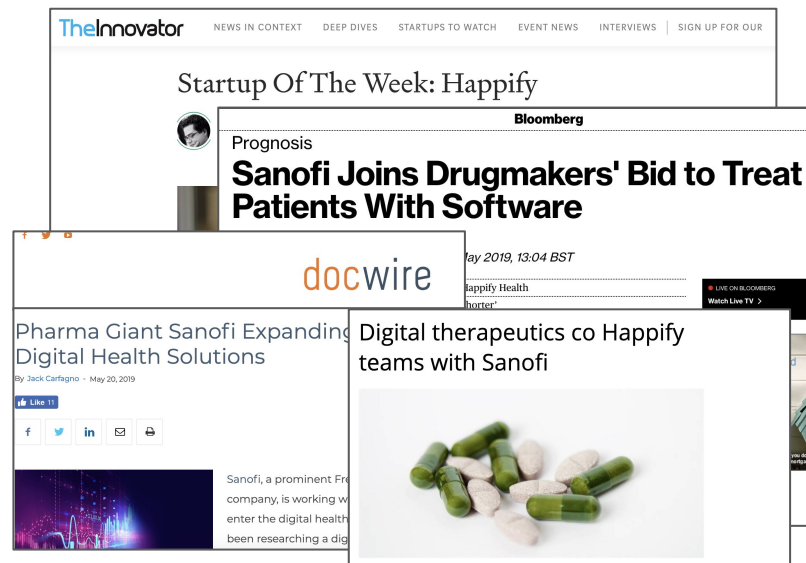 TheInnovator
NEWS IN CONTEXT DEEP DIVES STARTUPS TO WATCH EVENT NEWS INTERVIEWS SIGN UP FOR OUR
Startup Of The Week: Happify
Bloomberg
Prognosis
Sanofi Joins Drugmakers' Bid to Treat
Patients With Software
2019, 13:04 BST
Happify Health
LIVE ON BLOOMBERG
Watch Live TV >
docwire
Pharma Giant Sanofi Expanding
Digital Health Solutions
By Jack Carfagno - May 20, 2019
Like 11
Sanofi, a prominent
company, is working
enter the digital health
been researching a
Digital therapeutics co Happify
teams with Sanofi